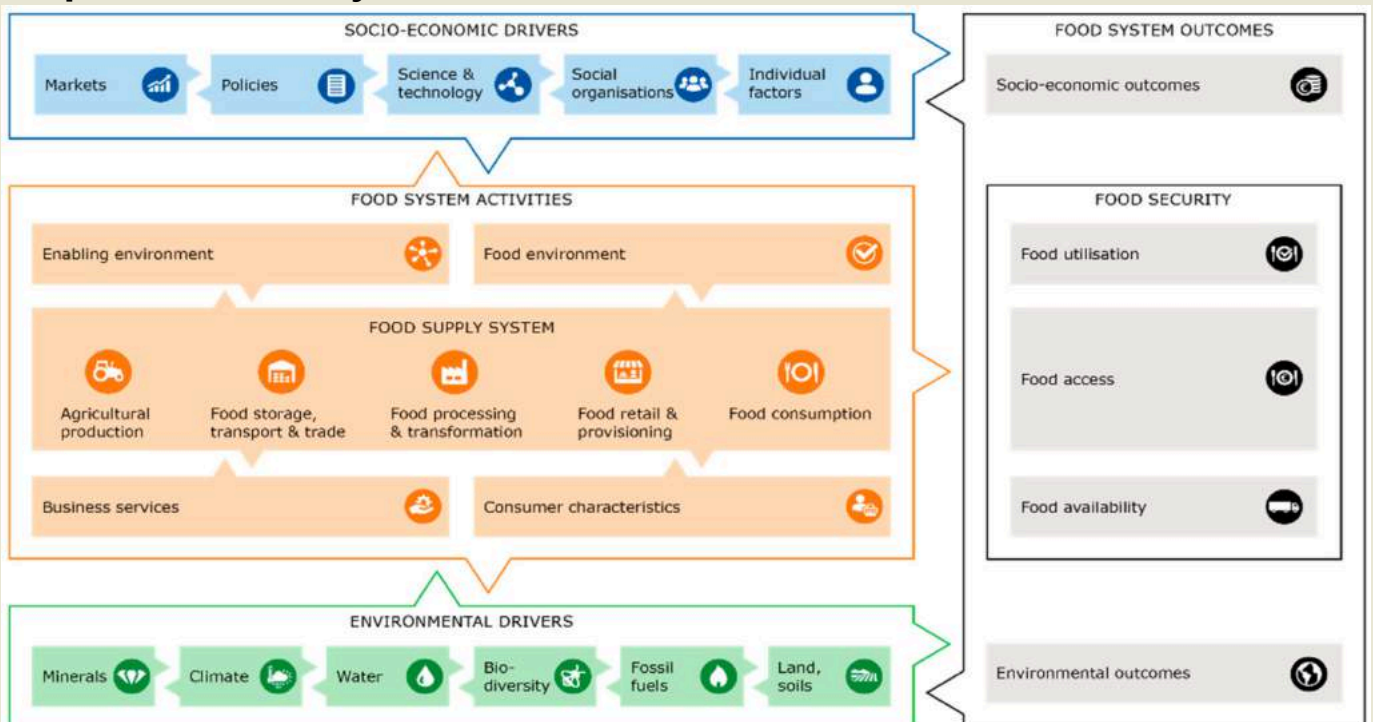 SOCIO-ECONOMIC DRIVERS
Markets
Policies
Science &
technology
Social
organisations
Individual
factors
FOOD SYSTEM ACTIVITIES
Enabling environment
Food environment
FOOD SUPPLY SYSTEM
Agricultural
production
Food storage,
transport & trade
Food processing
& transformation
Food retail &
provisioning
Food consumption
Business services
Consumer characteristics
ENVIRONMENTAL DRIVERS
Minerals
Climate
Water
Bio-
diversity
Fossil
fuels
Land,
soils
FOOD SYSTEM OUTCOMES
Socio-economic outcomes
FOOD SECURITY
Food utilisation
Food access
Food availability
Environmental outcomes